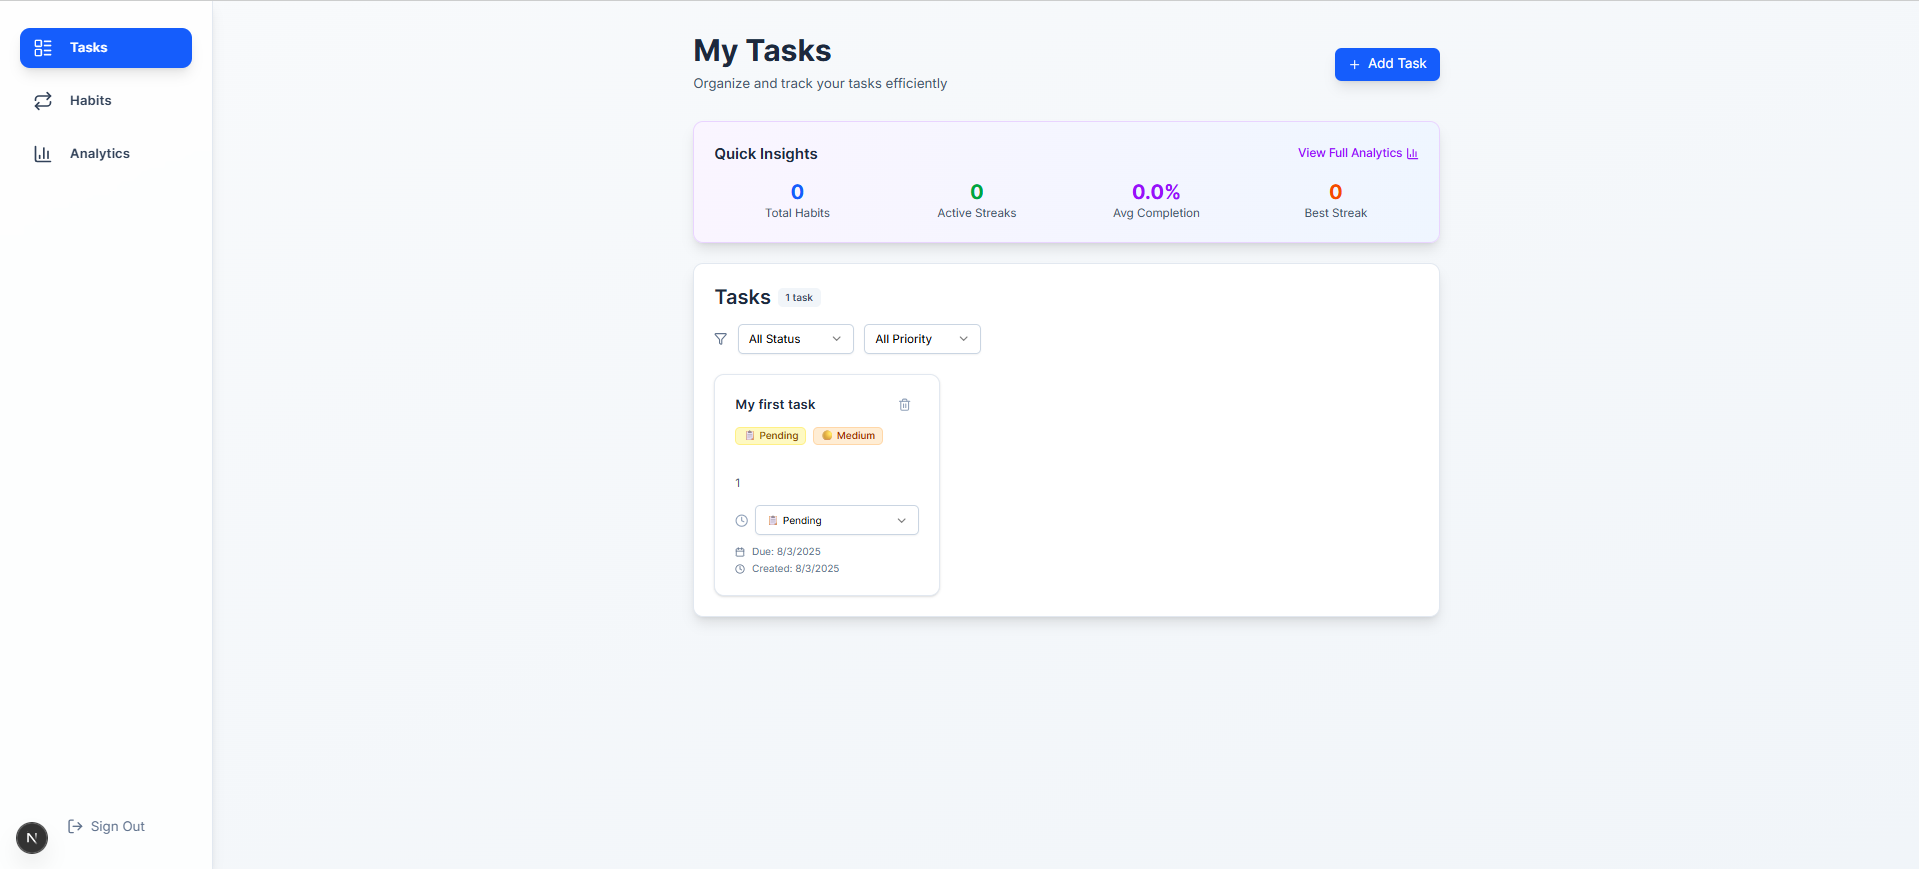 Tasks
Habits
Analytics
My Tasks
Organize and track your tasks efficiently
+ Add Task
Quick Insights
View Full Analytics
0
Total Habits
0
Active Streaks
0.0%
Avg Completion
0
Best Streak
Tasks 1 task
All Status
All Priority
My first task
Pending Medium
1
Pending
Due: 8/3/2025
Created: 8/3/2025
Sign Out
N